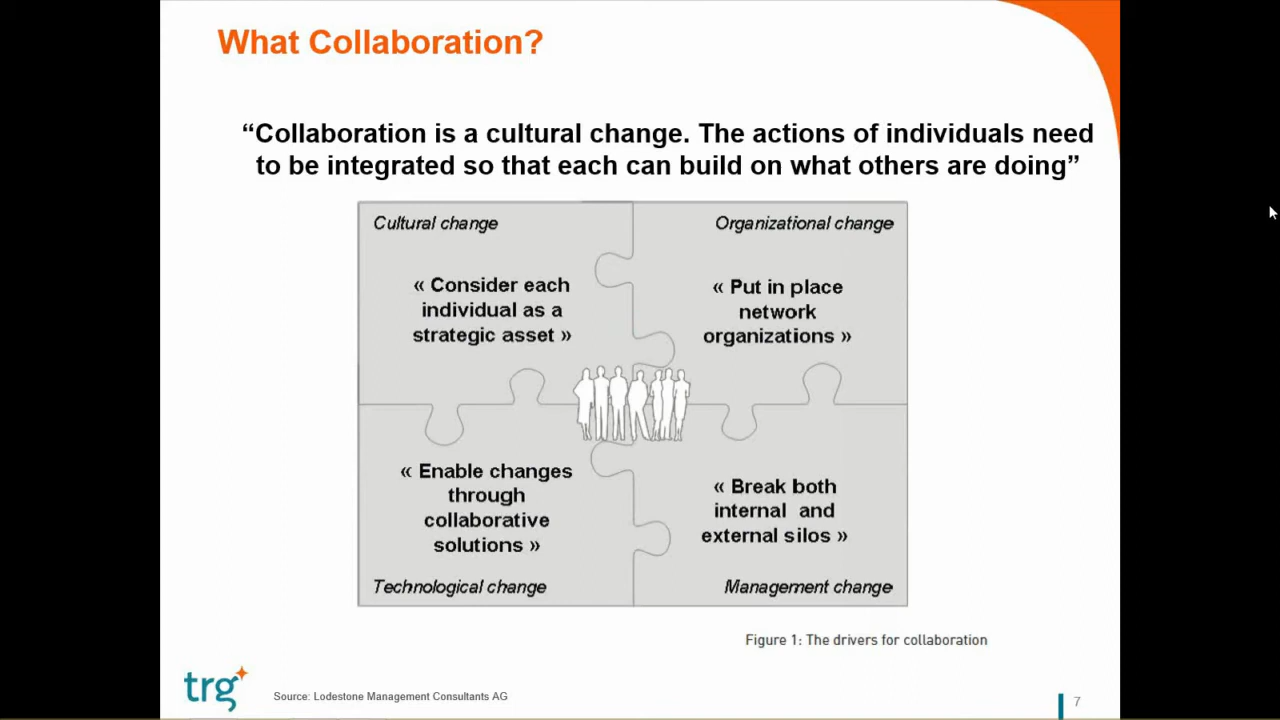 What Collaboration?
“Collaboration is a cultural change. The actions of individuals need
to be integrated so that each can build on what others are doing”
Cultural change
« Consider each
individual as a
strategic asset »
Organizational change
« Put in place
network
organizations »
« Enable changes
through
collaborative
solutions »
Technological change
« Break both
internal and
external silos »
Management change
Figure 1: The drivers for collaboration
trg
Source: Lodestone Management Consultants AG
7